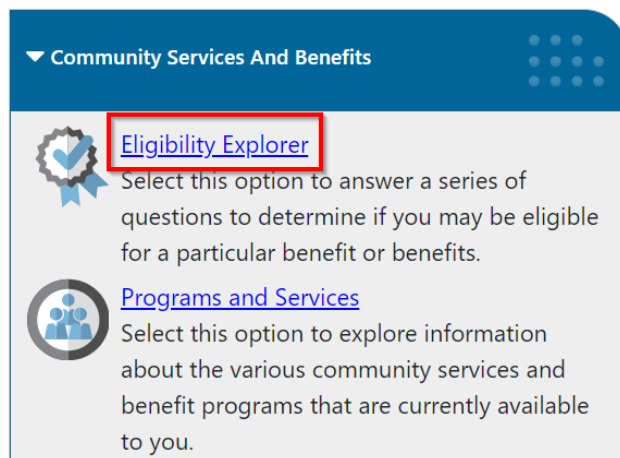 Community Services And Benefits
Eligibility Explorer
Select this option to answer a series of
questions to determine if you may be eligible
for a particular benefit or benefits.
Programs and Services
Select this option to explore information
about the various community services and
benefit programs that are currently available
to you.